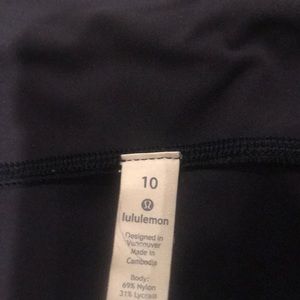 10
lululemon
Designed in
Vancouver
Made in
Cambodia
Body:
69% Nylon
31% Lycra®